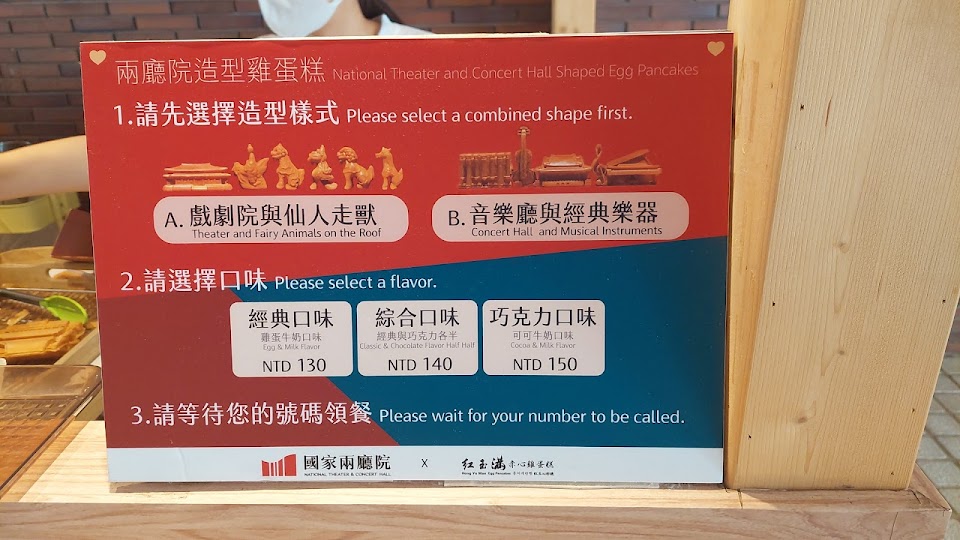 兩廳院造型雞蛋糕 National Theater and Concert Hall Shaped Egg Pancakes
1.請先選擇造型樣式 Please select a combined shape first.
A. 戲劇院與仙人走獸
Theater and Fairy Animals on the Roof
B. 音樂廳與經典樂器
Concert Hall and Musical Instruments
2.請選擇口味 Please select a flavor.
經典口味
雞蛋牛奶口味
Egg & Milk Flavor
NTD 130
綜合口味
經典與巧克力各半
Classic & Chocolate Flavor Half Half
NTD 140
巧克力口味
可可牛奶口味
Cocoa & Milk Flavor
NTD 150
3.請等待您的號碼領餐 Please wait for your number to be called.
國家兩廳院
NATIONAL THEATER & CONCERT HALL
X
紅玉滿 夾心雞蛋糕
Egg Pancakes